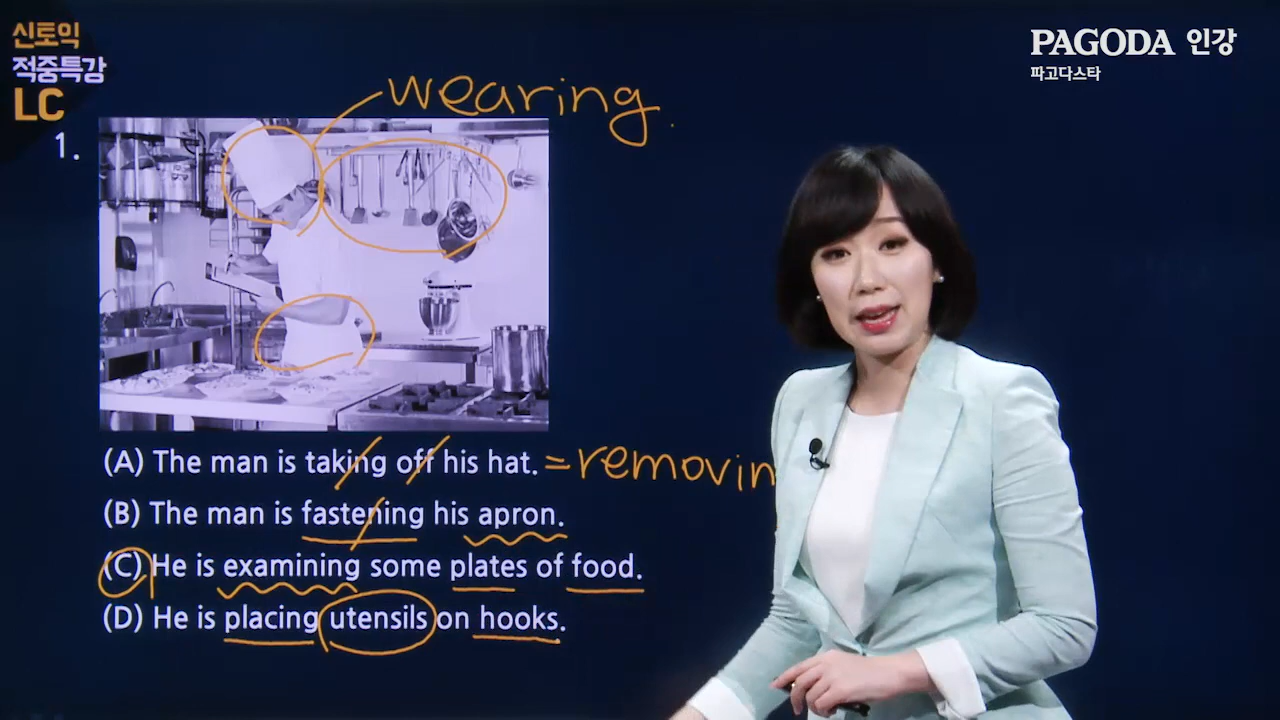 신토익
적중특강
LC
PAGODA 인강
파고다스타
wearing.
1.
(A) The man is taking off his hat. = removin
(B) The man is fastening his apron.
(C) He is examining some plates of food.
(D) He is placing utensils on hooks.